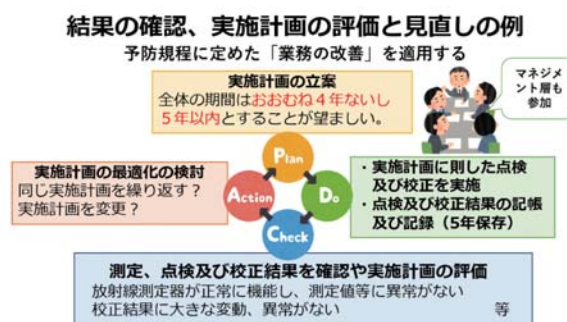 結果の確認、実施計画の評価と見直しの例
予防規程に定めた「業務の改善」を適用する
実施計画の立案
全体の期間はおおむね４年ないし
５年以内とすることが望ましい。
マネジメ
ント層も
参加
Plan
Do
Check
Action
実施計画の最適化の検討
同じ実施計画を繰り返す？
実施計画を変更？
・実施計画に則した点検
及び校正を実施
・点検及び校正結果の記帳
及び記録（5年保存）
測定、点検及び校正結果を確認や実施計画の評価
放射線測定器が正常に機能し、測定値等に異常がない
校正結果に大きな変動、異常がない 等